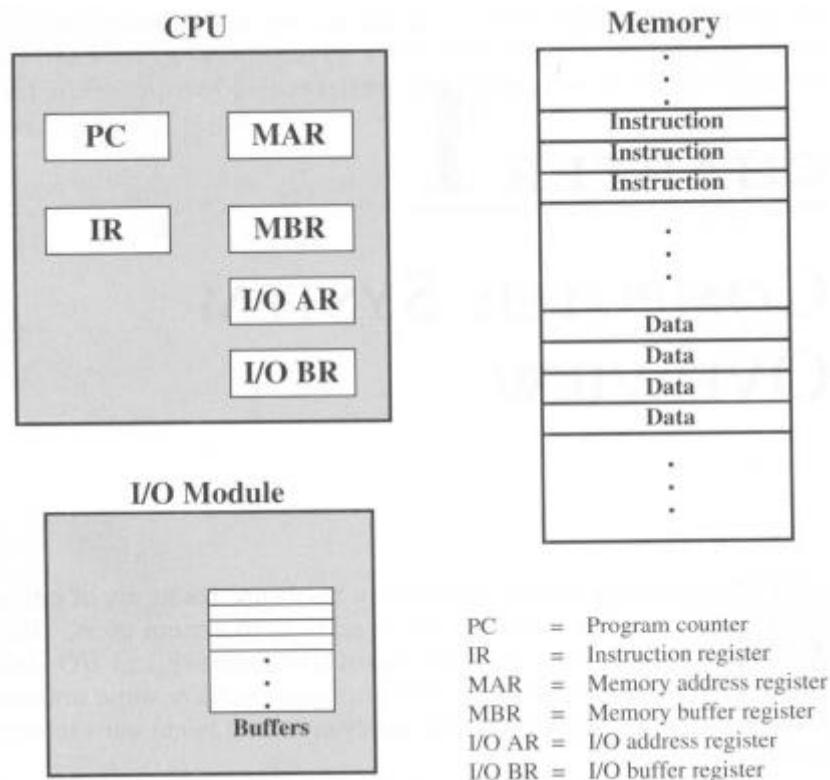 CPU
PC
MAR
IR
MBR
I/O AR
I/O BR
Memory
Instruction
Instruction
Instruction
Data
Data
Data
Data
I/O Module
Buffers
PC = Program counter
IR = Instruction register
MAR = Memory address register
MBR = Memory buffer register
I/O AR = I/O address register
I/O BR = I/O buffer register